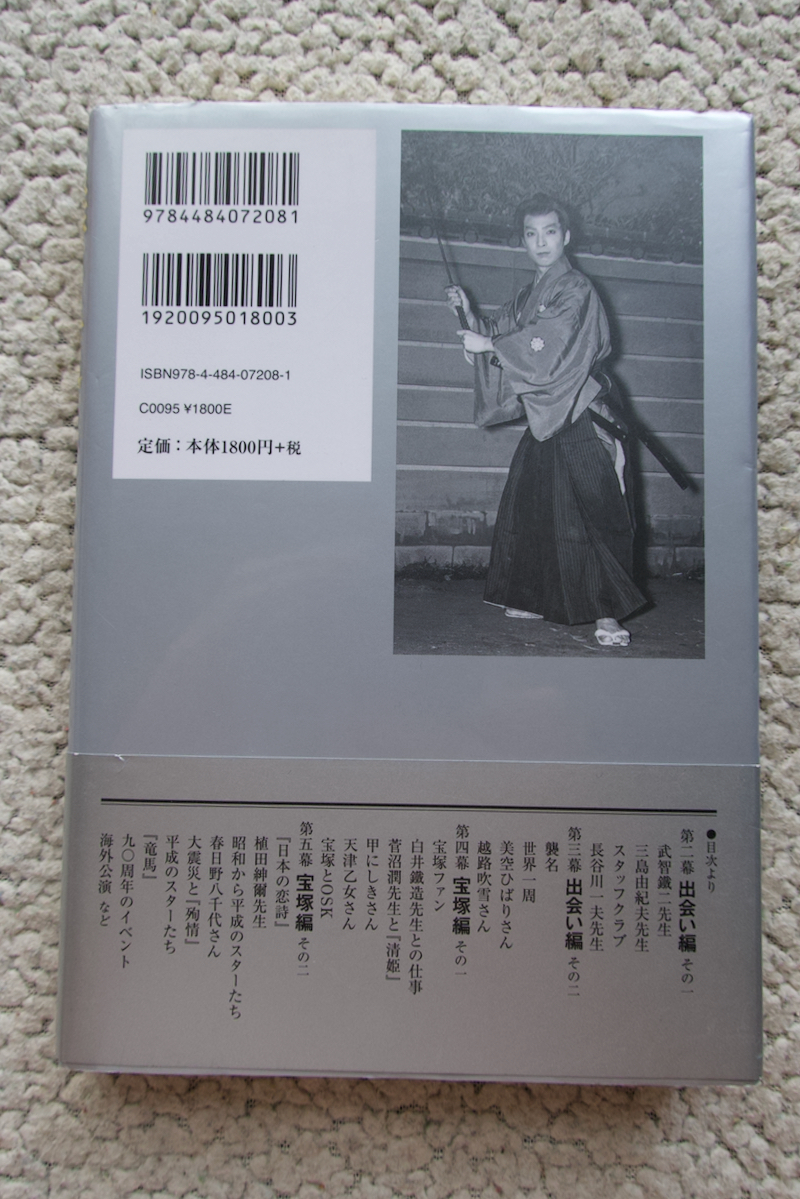 9784484072081
1920095018003
ISBN978-4-484-07208-1
C0095 ¥1800E
定価：本体1800円+税
●目次より
第二幕 出会い編 その一
武智鐵二先生
三島由紀夫先生
スタッフクラブ
長谷川一夫先生
第三幕 出会い編 その二
襲名
世界一周
美空ひばりさん
越路吹雪さん
第四幕 宝塚編 その一
宝塚ファン
白井鐵造先生との仕事
菅沼潤先生と『清姫』
甲にしきさん
天津乙女さん
宝塚とOSK
第五幕 宝塚編 その二
『日本の恋詩』
植田紳爾先生
昭和から平成のスターたち
春日野八千代さん
大震災と『殉情』
平成のスターたち
『竜馬』
九〇周年のイベント
海外公演 など